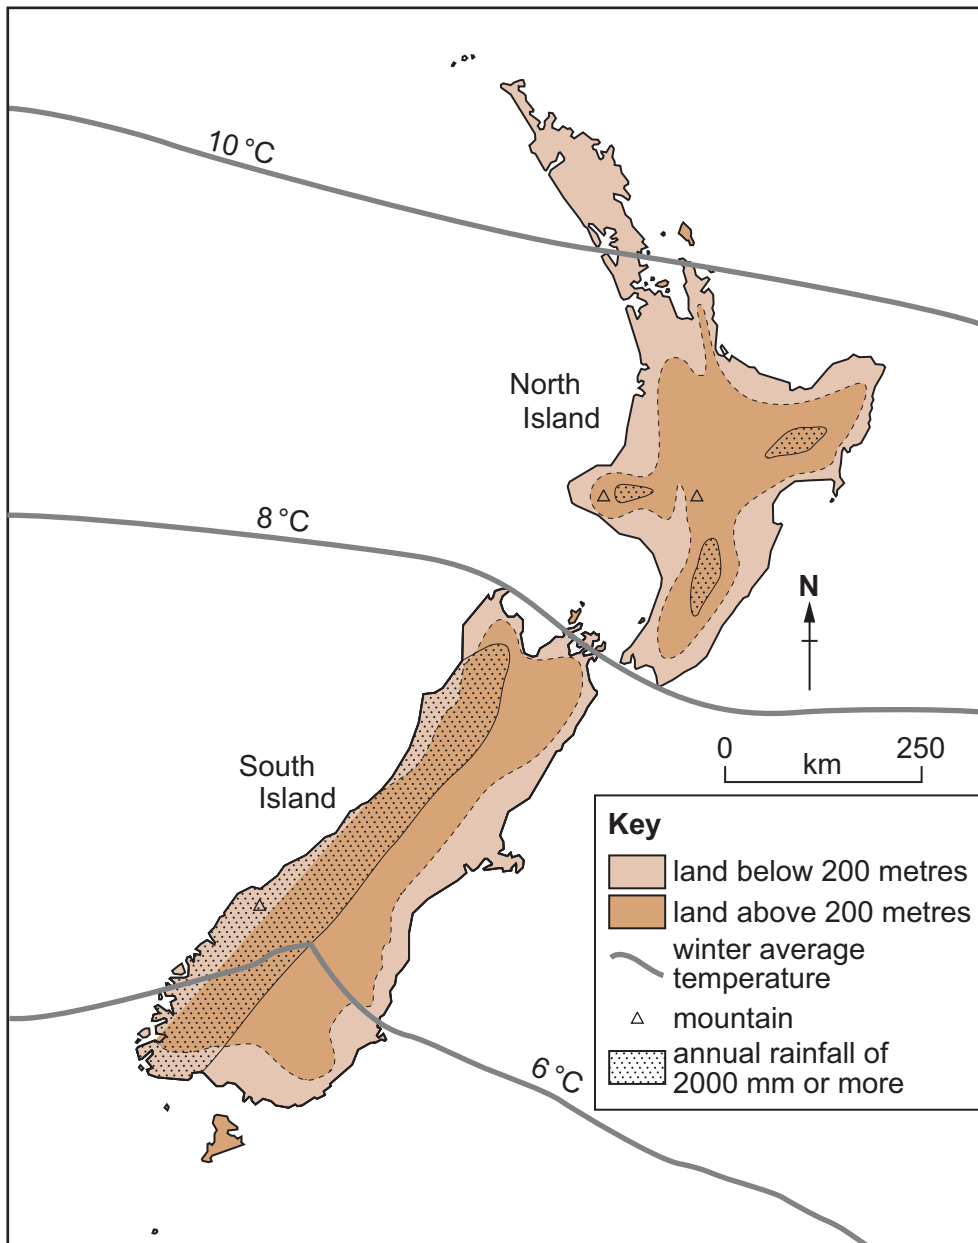 10 °C
North
Island
8 °C
N
0 250
km
South
Island
Key
land below 200 metres
land above 200 metres
winter average
temperature
mountain
annual rainfall of
2000 mm or more
6 °C